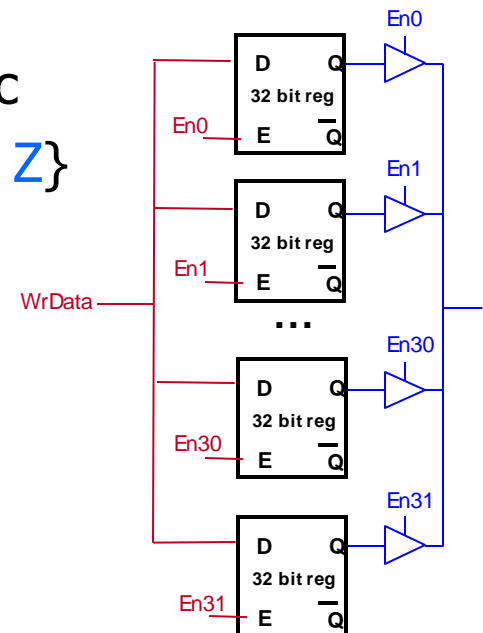 c
Z}
En0
D Q
32 bit reg
En0
E Q̅
En1
D Q
32 bit reg
En1
E Q̅
WrData
...
En30
D Q
32 bit reg
En30
E Q̅
En31
D Q
32 bit reg
En31
E Q̅